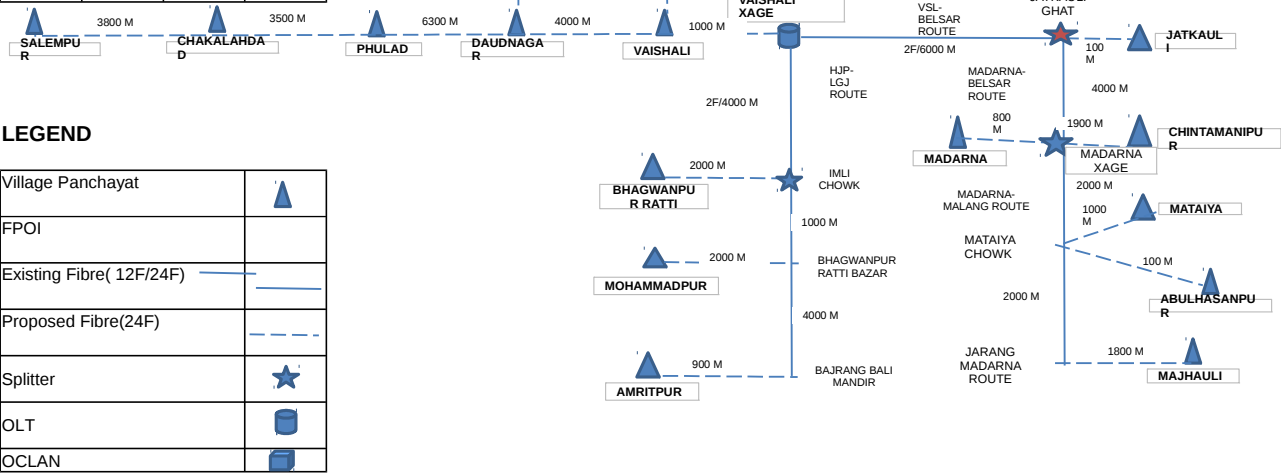 VAISHALI
XAGE
VSL-
BELSAR
ROUTE
GHAT
3800 M
3500 M
6300 M
4000 M
1000 M
SALEMPU
R
CHAKALAHDA
D
PHULAD
DAUDNAGA
R
VAISHALI
2F/6000 M
100
M
JATKAUL
I
HJP-
LGJ
ROUTE
MADARNA-
BELSAR
ROUTE
4000 M
2F/4000 M
800
M
1900 M
CHINTAMANIPU
R
MADARNA
MADARNA
XAGE
LEGEND
Village Panchayat
FPOI
Existing Fibre( 12F/24F)
Proposed Fibre(24F)
Splitter
OLT
OCLAN
2000 M
BHAGWANPU
R RATTI
IMLI
CHOWK
1000 M
2000 M
MOHAMMADPUR
BHAGWANPUR
RATTI BAZAR
4000 M
900 M
AMRITPUR
BAJRANG BALI
MANDIR
2000 M
MADARNA-
MALANG ROUTE
1000
M
MATAIYA
MATAIYA
CHOWK
100 M
ABULHASANPU
R
2000 M
JARANG
MADARNA
ROUTE
1800 M
MAJHAULI